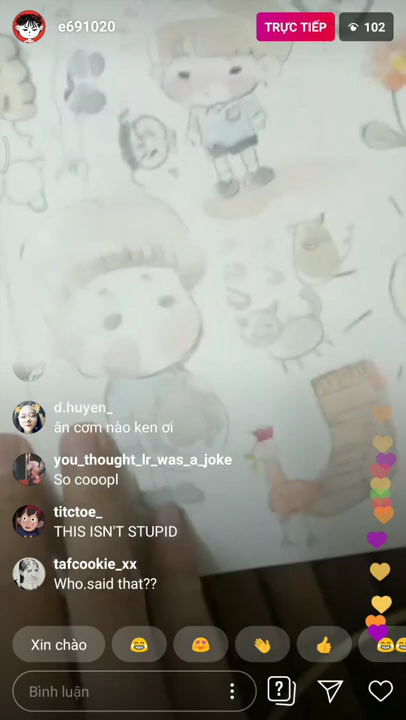 e691020
TRỰC TIẾP
102
d.huyen_
ăn cơm nào ken ơi
you_thought_lr_was_a_joke
So cooopl
titctoe_
THIS ISN'T STUPID
tafcookie_xx
Who.said that??
Xin chào
Bình luận